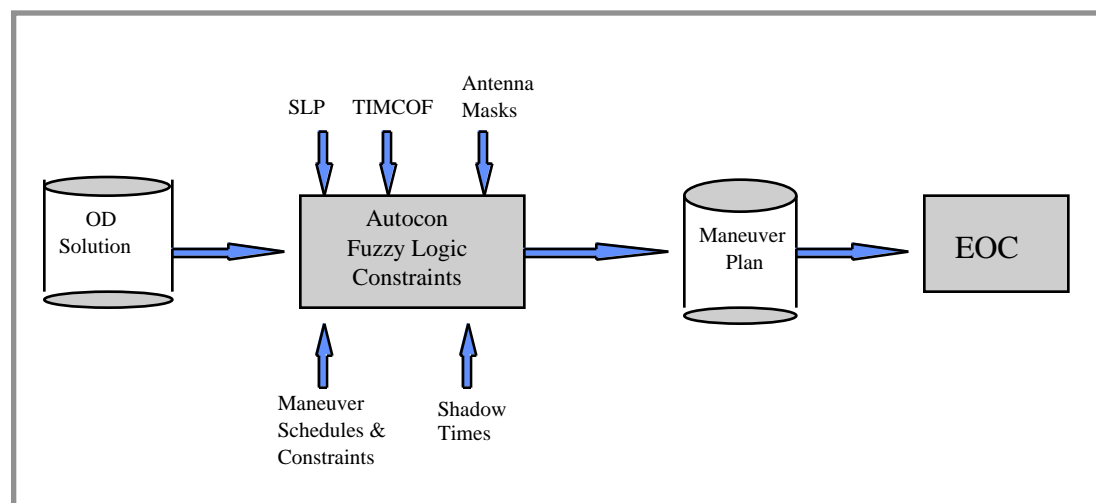 SLP
TIMCOF
Antenna
Masks
OD
Solution
Autocon
Fuzzy Logic
Constraints
Maneuver
Plan
EOC
Maneuver
Schedules &
Constraints
Shadow
Times